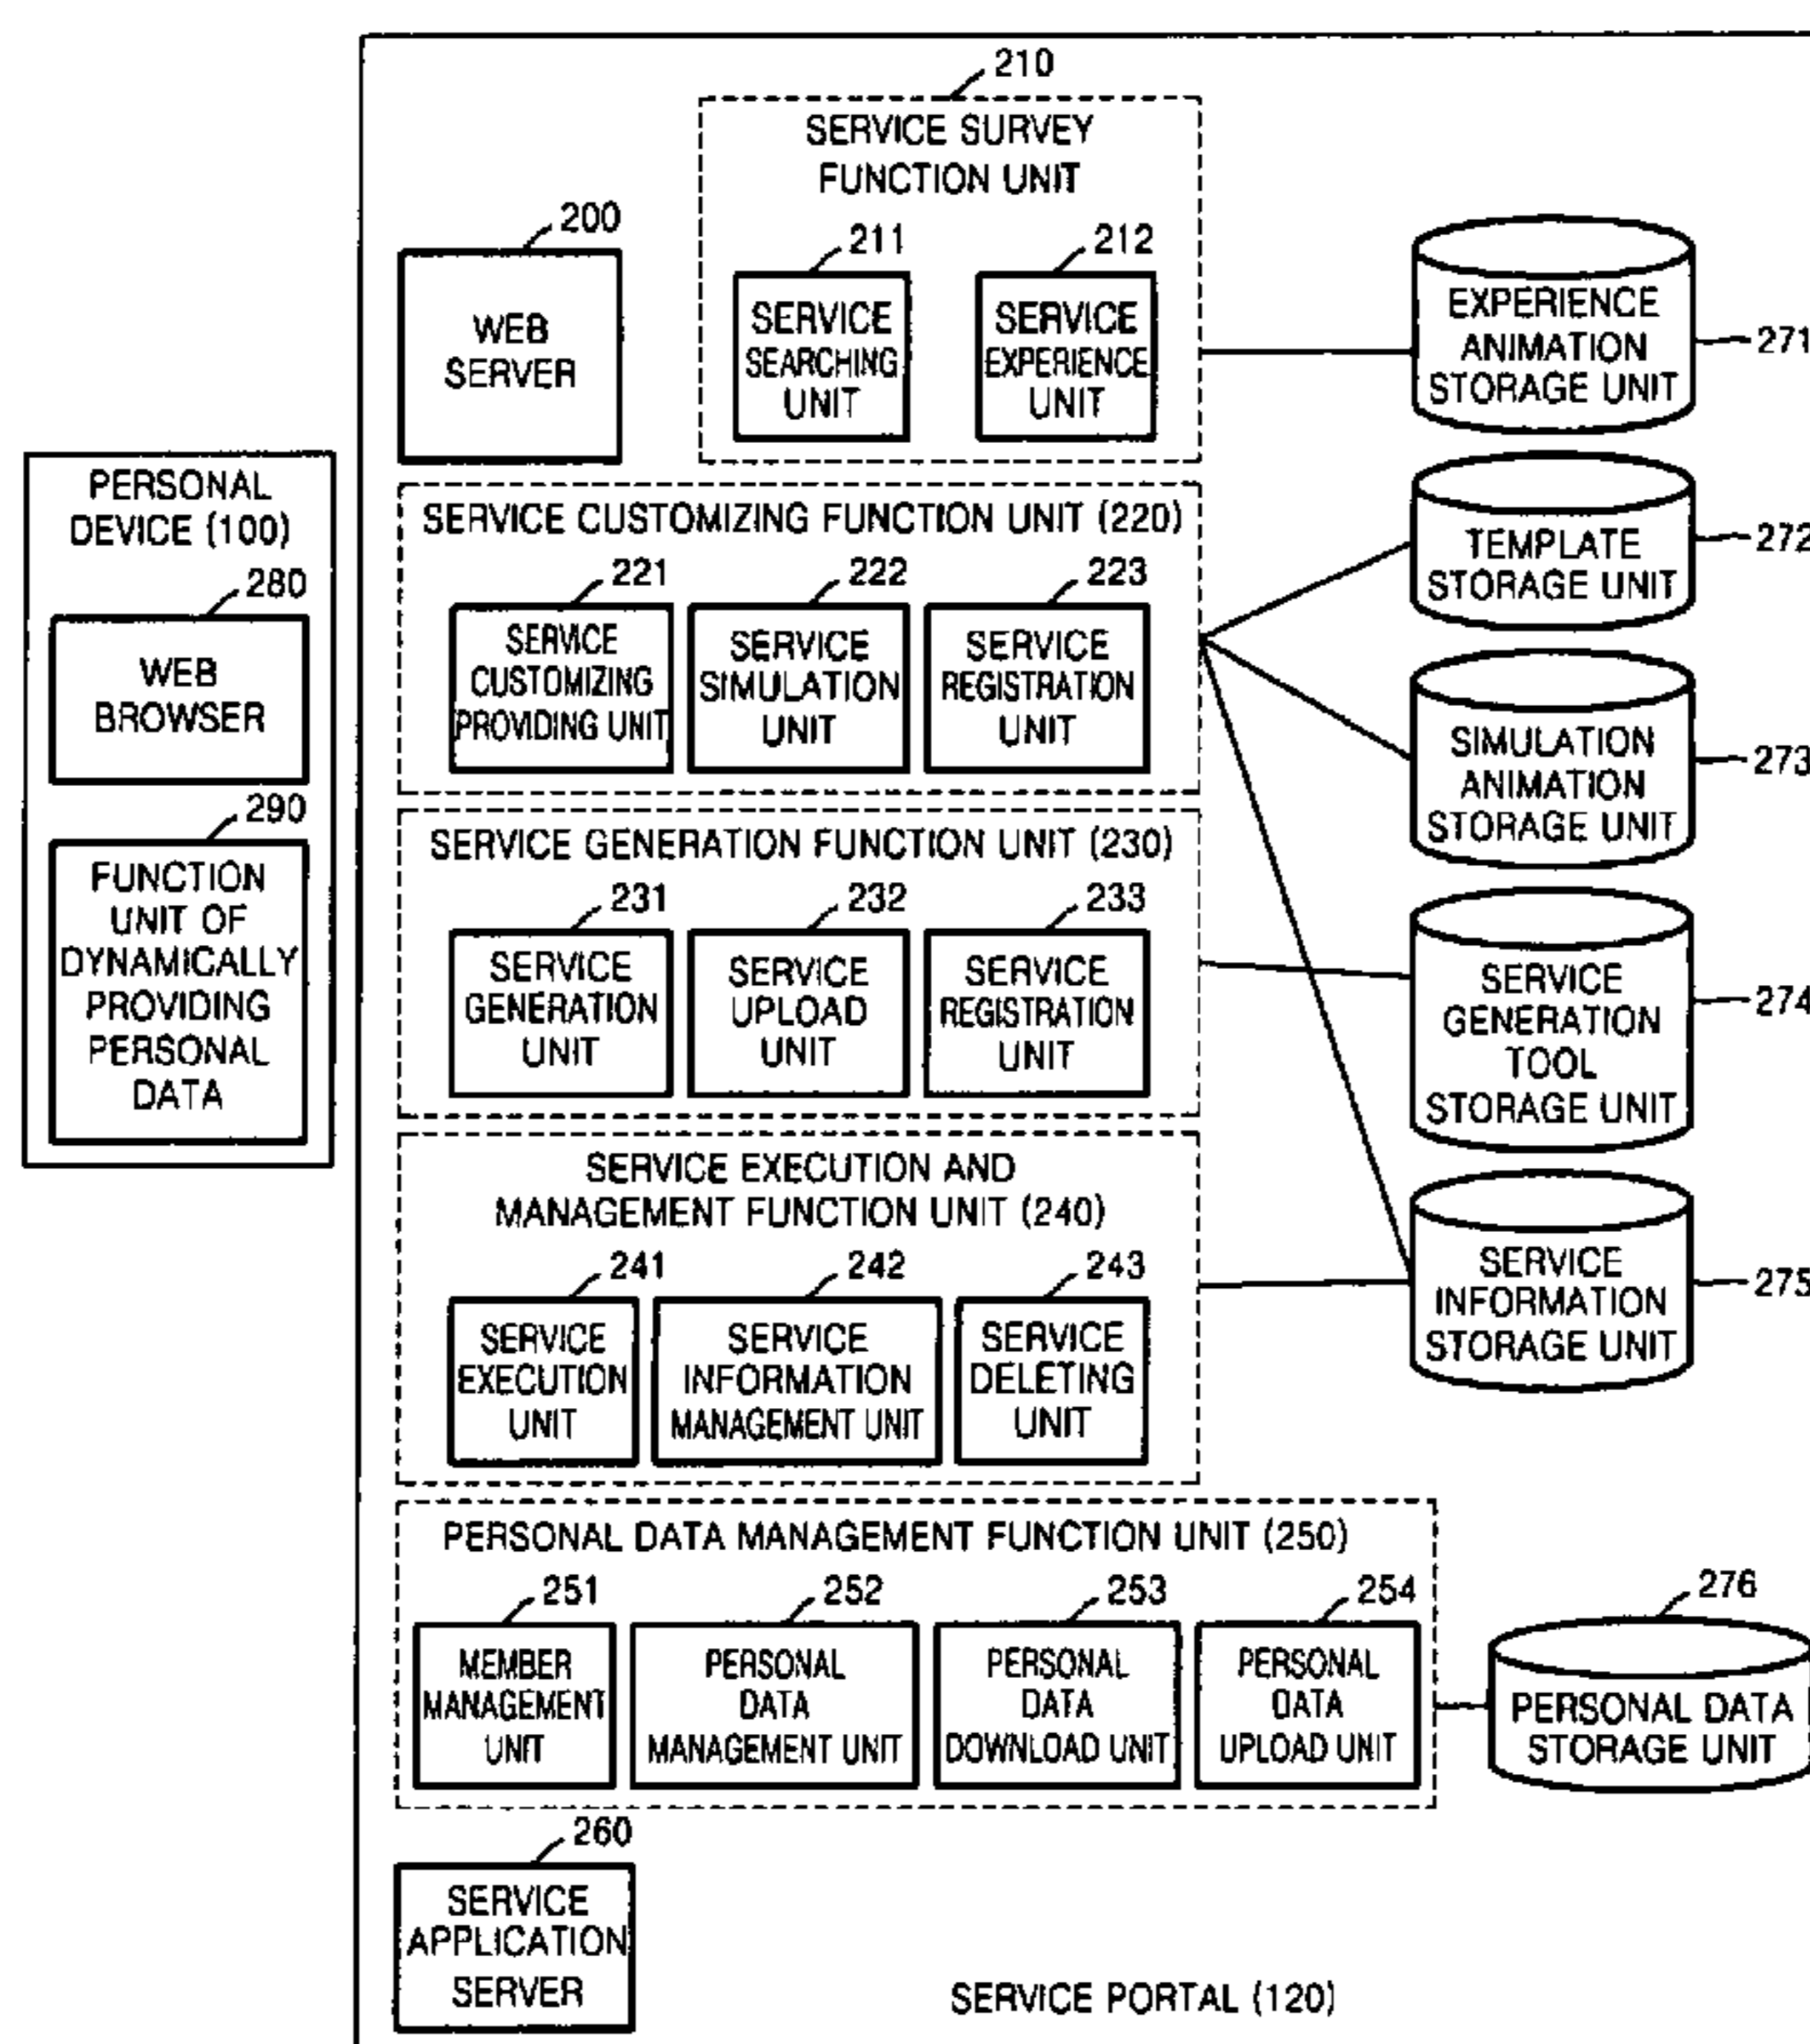 210
SERVICE SURVEY
FUNCTION UNIT
200
WEB
SERVER
211
SERVICE
SEARCHING
UNIT
212
SERVICE
EXPERIENCE
UNIT
EXPERIENCE
ANIMATION
STORAGE UNIT
271
PERSONAL
DEVICE (100)
280
WEB
BROWSER
290
FUNCTION
UNIT OF
DYNAMICALLY
PROVIDING
PERSONAL
DATA
SERVICE CUSTOMIZING FUNCTION UNIT (220)
221
SERVICE
CUSTOMIZING
PROVIDING UNIT
222
SERVICE
SIMULATION
UNIT
223
SERVICE
REGISTRATION
UNIT
TEMPLATE
STORAGE UNIT
272
SIMULATION
ANIMATION
STORAGE UNIT
273
SERVICE GENERATION FUNCTION UNIT (230)
231
SERVICE
GENERATION
UNIT
232
SERVICE
UPLOAD
UNIT
233
SERVICE
REGISTRATION
UNIT
SERVICE
GENERATION
TOOL
STORAGE UNIT
274
SERVICE EXECUTION AND
MANAGEMENT FUNCTION UNIT (240)
241
SERVICE
EXECUTION
UNIT
242
SERVICE
INFORMATION
MANAGEMENT UNIT
243
SERVICE
DELETING
UNIT
SERVICE
INFORMATION
STORAGE UNIT
275
PERSONAL DATA MANAGEMENT FUNCTION UNIT (250)
251
MEMBER
MANAGEMENT
UNIT
252
PERSONAL
DATA
MANAGEMENT UNIT
253
PERSONAL
DATA
DOWNLOAD UNIT
254
PERSONAL
DATA
UPLOAD UNIT
276
PERSONAL DATA
STORAGE UNIT
260
SERVICE
APPLICATION
SERVER
SERVICE PORTAL (120)